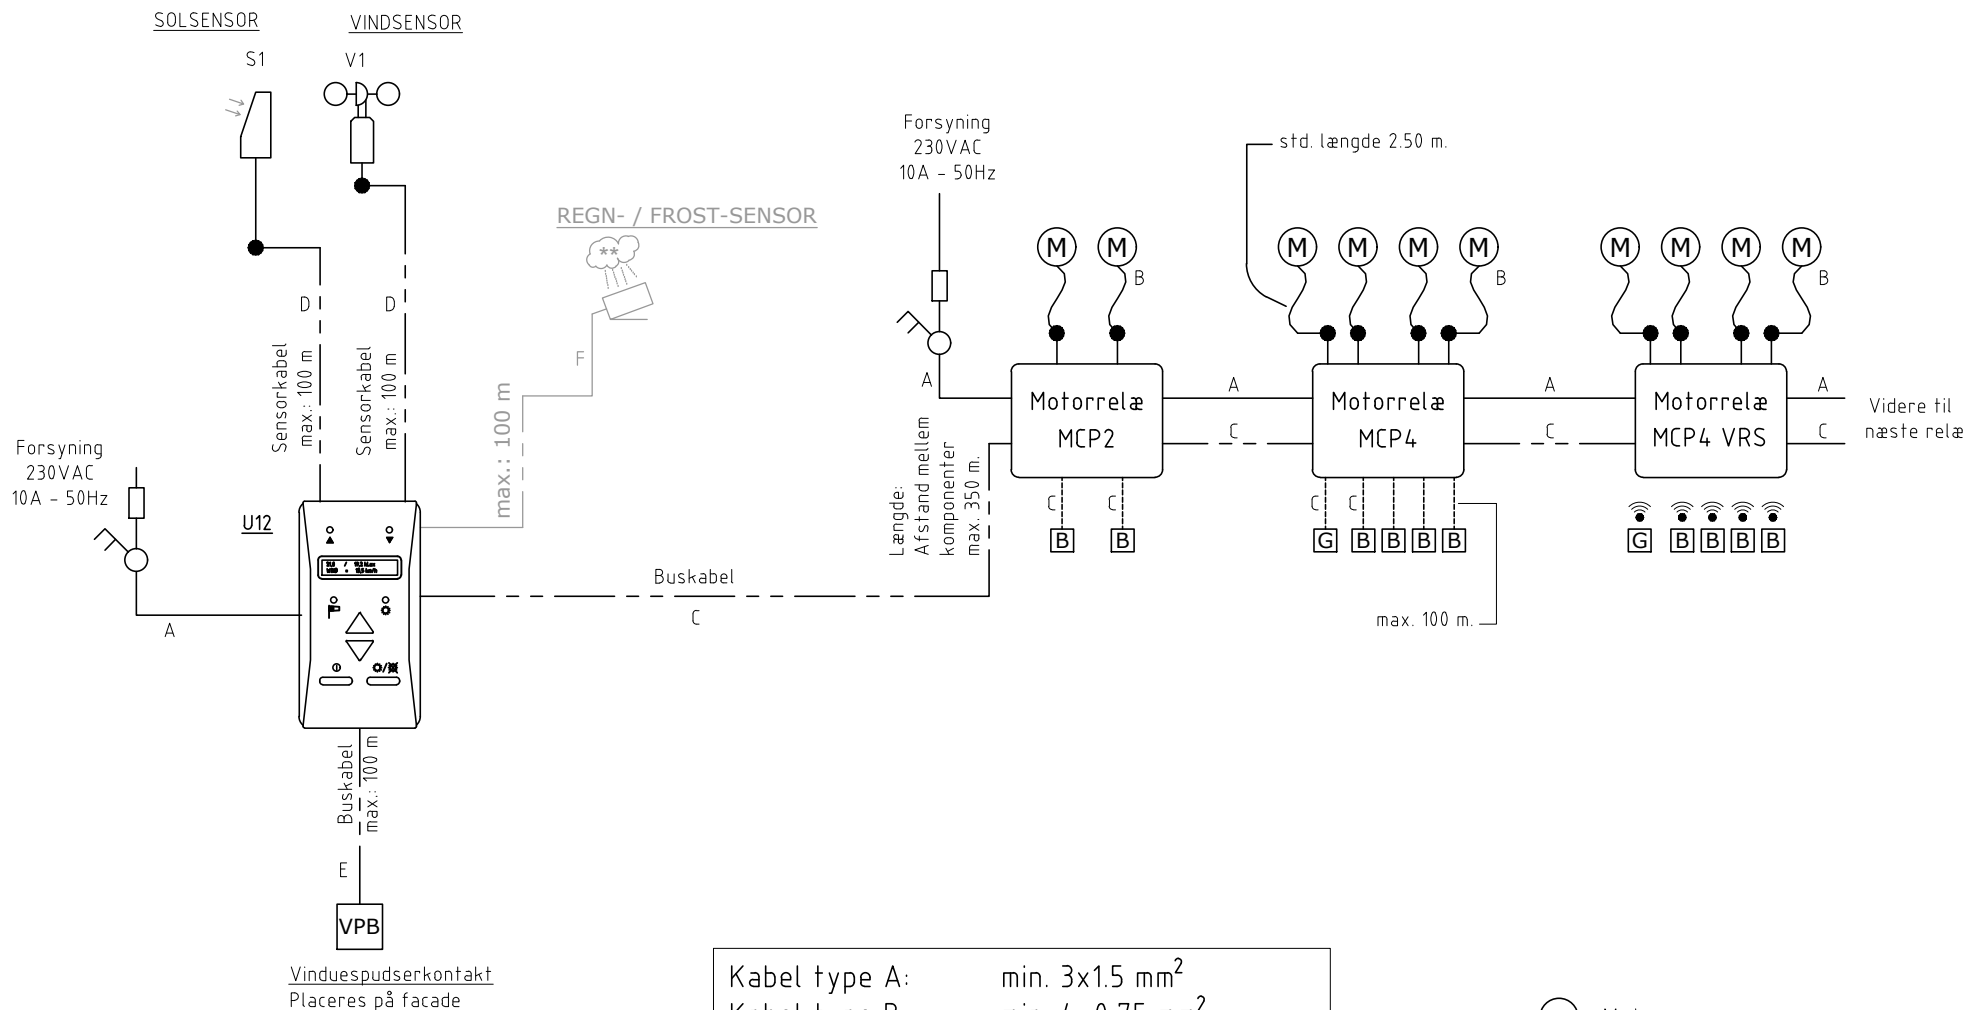 SOLSENSOR
VINDSENSOR
S1
V1
REGN- / FROST-SENSOR
**
D
D
Sensorkabel
max.: 100 m
Sensorkabel
max.: 100 m
F
max.: 100 m
Forsyning
230VAC
10A - 50Hz
A
U12
Buskabel
C
Buskabel
max.: 100 m
E
VPB
Vinduespudserkontakt
Placeres på facade
Forsyning
230VAC
10A - 50Hz
A
Længde:
Afstand mellem
komponenter
max. 350 m.
std. længde 2.50 m.
M
M
B
M
M
M
M
B
M
M
M
M
B
Motorrelæ
MCP2
A
C
Motorrelæ
MCP4
A
C
Motorrelæ
MCP4 VRS
A
C
Videre til
næste relæ
C
C
B
B
C
C
G
B
B
B
B
G
B
B
B
B
max. 100 m.
Kabel type A: min. 3x1.5 mm²